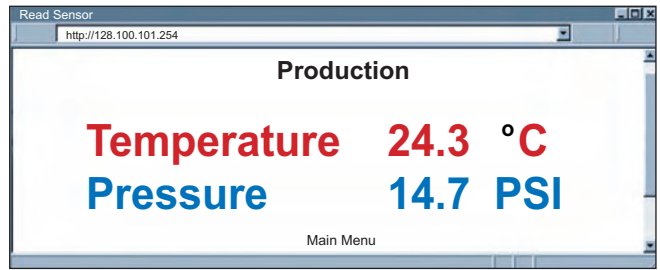 Read Sensor
http://128.100.101.254
Production
Temperature 24.3 °C
Pressure 14.7 PSI
Main Menu